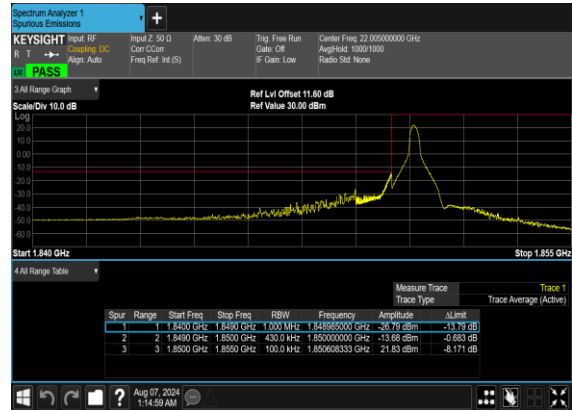 Spectrum Analyzer 1
Spurious Emissions
KEYSIGHT
R T
LW PASS
Input: RF
Coupling: DC
Align: Auto
Input Z: 50 Ω
Corr CCorr
Freq Ref: Int (S)
Atten: 30 dB
Trig: Free Run
Gate: Off
IF Gain: Low
Center Freq: 22.005000000 GHz
Avg|Hold: 1000/1000
Radio Std: None
3 All Range Graph
Scale/Div 10.0 dB
Ref Lvl Offset 11.60 dB
Ref Value 30.00 dBm
Log
20.0
10.0
0.00
-10.0
-20.0
-30.0
-40.0
-50.0
-60.0
Start 1.840 GHz
Stop 1.855 GHz
4 All Range Table
Measure Trace Trace 1
Trace Type Trace Average (Active)
Spur Range Start Freq Stop Freq RBW Frequency Amplitude ΔLimit
1 1 1.8400 GHz 1.8490 GHz 1.000 MHz 1.848985000 GHz -26.79 dBm -13.79 dB
2 2 1.8490 GHz 1.8500 GHz 430.0 kHz 1.850000000 GHz -13.68 dBm -0.683 dB
3 3 1.8500 GHz 1.8550 GHz 100.0 kHz 1.850608333 GHz 21.83 dBm -8.171 dB
Aug 07, 2024
1:14:59 AM